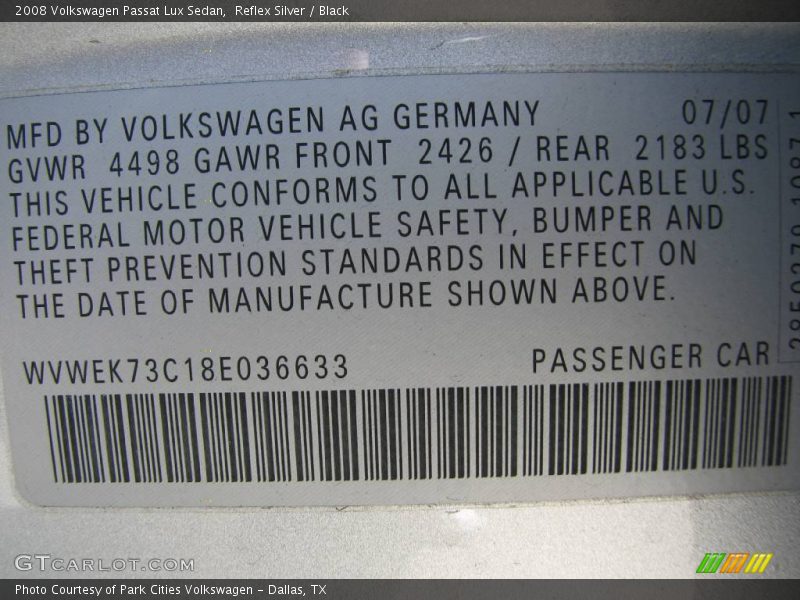 2008 Volkswagen Passat Lux Sedan, Reflex Silver / Black
MFD BY VOLKSWAGEN AG GERMANY 07/07
GVWR 4498 GAWR FRONT 2426 / REAR 2183 LBS
THIS VEHICLE CONFORMS TO ALL APPLICABLE U.S.
FEDERAL MOTOR VEHICLE SAFETY, BUMPER AND
THEFT PREVENTION STANDARDS IN EFFECT ON
THE DATE OF MANUFACTURE SHOWN ABOVE.
WVWEK73C18E036633 PASSENGER CAR
GTCARLOT.COM
Photo Courtesy of Park Cities Volkswagen - Dallas, TX